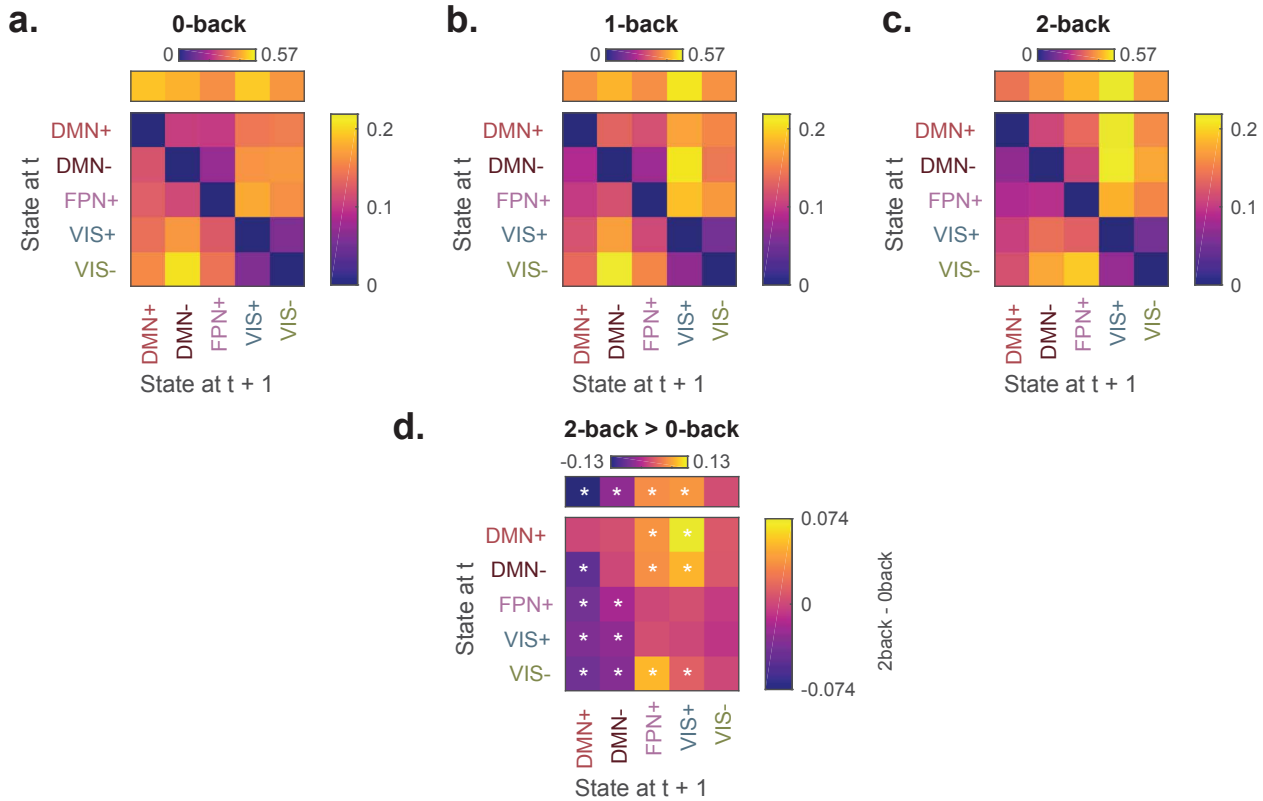 a.
0-back
0 0.57
DMN+
DMN-
FPN+
VIS+
VIS-
State at t
0.2
0.1
0
DMN+ DMN- FPN+ VIS+ VIS-
State at t + 1
b.
1-back
0 0.57
DMN+
DMN-
FPN+
VIS+
VIS-
State at t
0.2
0.1
0
DMN+ DMN- FPN+ VIS+ VIS-
State at t + 1
c.
2-back
0 0.57
DMN+
DMN-
FPN+
VIS+
VIS-
State at t
0.2
0.1
0
DMN+ DMN- FPN+ VIS+ VIS-
State at t + 1
d.
2-back > 0-back
-0.13 0.13
* * * *
DMN+ * *
DMN- * * *
FPN+ * *
VIS+ * *
VIS- * * * *
State at t
0.074
0
-0.074
2back - 0back
DMN+ DMN- FPN+ VIS+ VIS-
State at t + 1